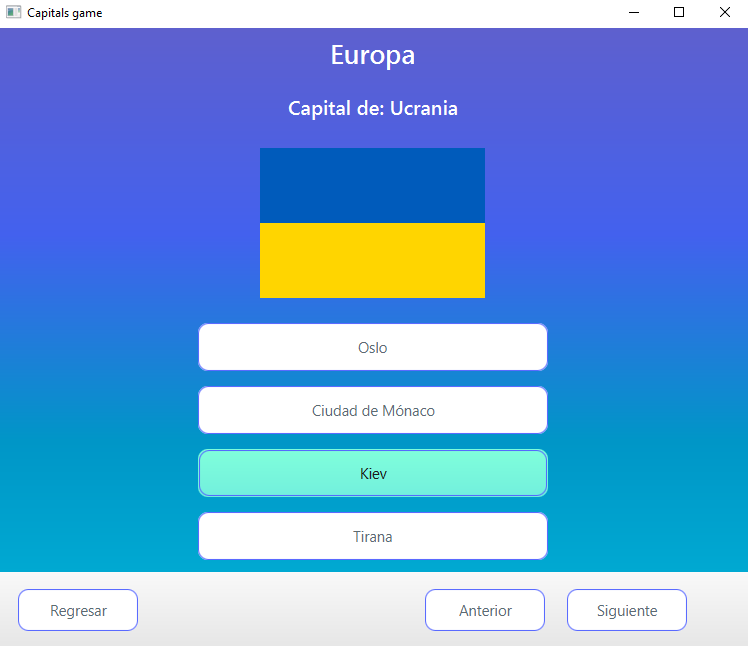 Capitals game
Europa
Capital de: Ucrania
Oslo
Ciudad de Mónaco
Kiev
Tirana
Regresar
Anterior
Siguiente